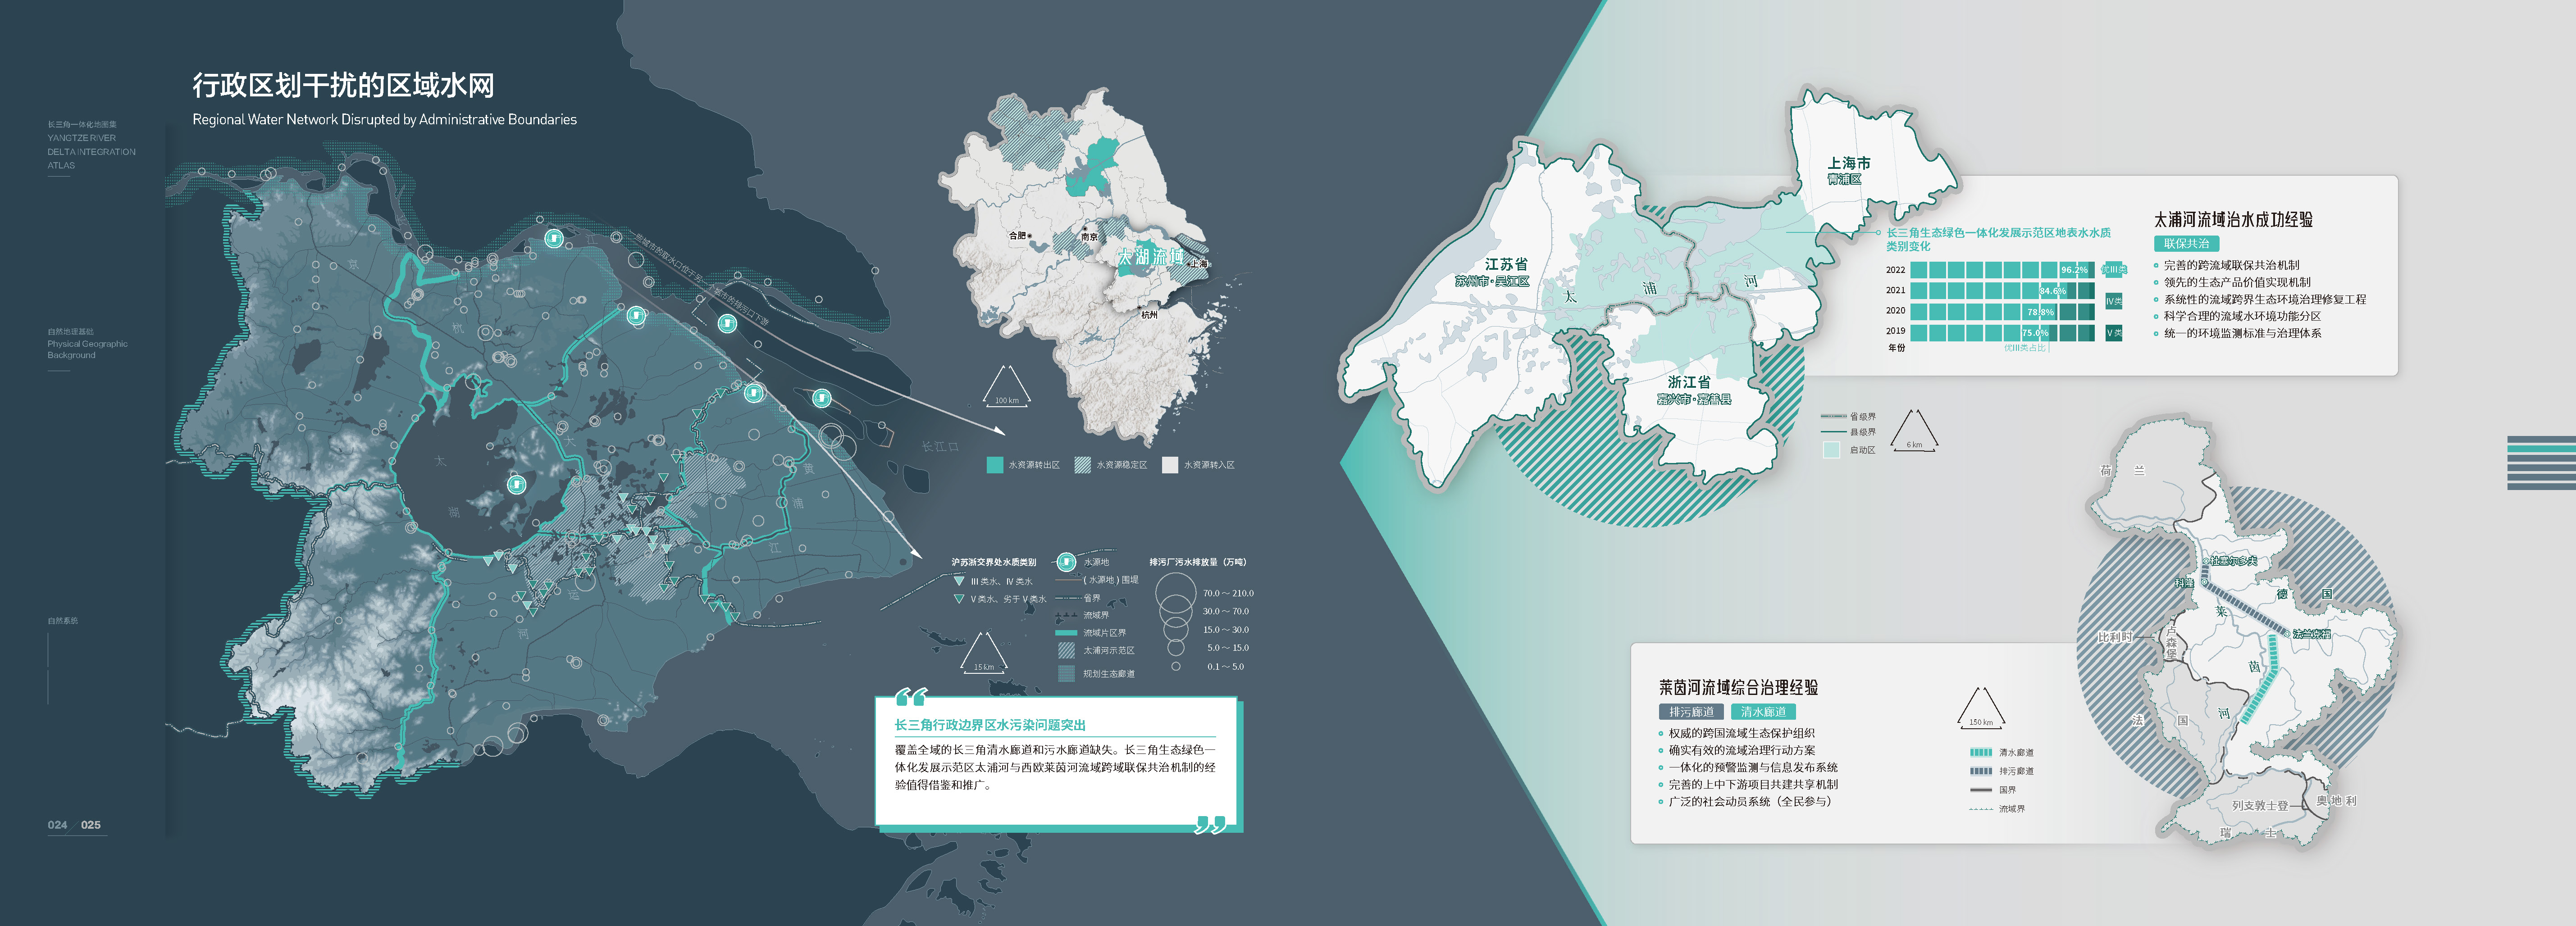 行政区划干扰的区域水网
Regional Water Network Disrupted by Administrative Boundaries
长三角一体化地图集
YANGTZE RIVER
DELTA INTEGRATION
ATLAS
自然地理基础
Physical Geographic
Background
自然系统
024 / 025
京
杭
大
运
河
太
湖
黄
浦
江
江
长江口
合肥
南京
太湖流域
上海
杭州
100 km
水资源转出区
水资源稳定区
水资源转入区
沪苏浙交界处水质类别
III 类水、IV 类水
V 类水、劣于 V 类水
15 km
水源地
( 水源地 ) 围堤
省界
流域界
流域片区界
太浦河示范区
规划生态廊道
排污厂污水排放量（万吨）
70.0 ～ 210.0
30.0 ～ 70.0
15.0 ～ 30.0
5.0 ～ 15.0
0.1 ～ 5.0
长三角行政边界区水污染问题突出
覆盖全域的长三角清水廊道和污水廊道缺失。长三角生态绿色一
体化发展示范区太浦河与西欧莱茵河流域跨域联保共治机制的经
验值得借鉴和推广。
上海市
青浦区
江苏省
苏州市·吴江区
太 浦 河
浙江省
嘉兴市·嘉善县
长三角生态绿色一体化发展示范区地表水水质
类别变化
2022 96.2% 优III类
2021 84.6%
IV类
2020 78.8%
2019 75.0% V 类
年份
优III类占比
太浦河流域治水成功经验
联保共治
完善的跨流域联保共治机制
领先的生态产品价值实现机制
系统性的流域跨界生态环境治理修复工程
科学合理的流域水环境功能分区
统一的环境监测标准与治理体系
省级界
县级界
启动区
6 km
莱茵河流域综合治理经验
排污廊道
清水廊道
权威的跨国流域生态保护组织
确实有效的流域治理行动方案
一体化的预警监测与信息发布系统
完善的上中下游项目共建共享机制
广泛的社会动员系统（全民参与）
150 km
清水廊道
排污廊道
国界
流域界
荷 兰
杜塞尔多夫
科隆
德 国
莱
茵
河
法兰克福
比利时
卢森堡
法 国
列支敦士登
奥地利
瑞 士